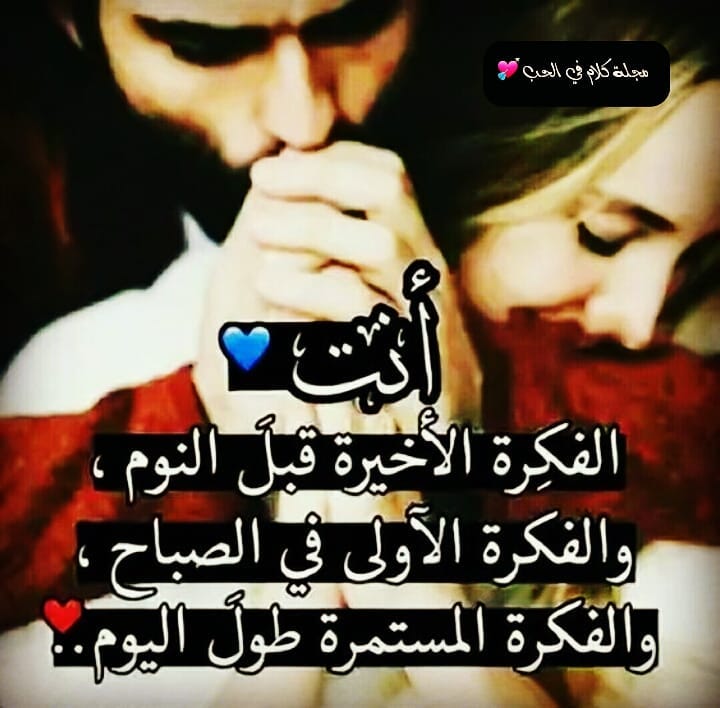 مجلة كلام في الحب 💘
أنت 💙
الفكِرة الأخيرة قبلَ النوم ،
والفكرة الآولى في الصباح ،
والفكرة المستمرة طولَ اليوم..❤️